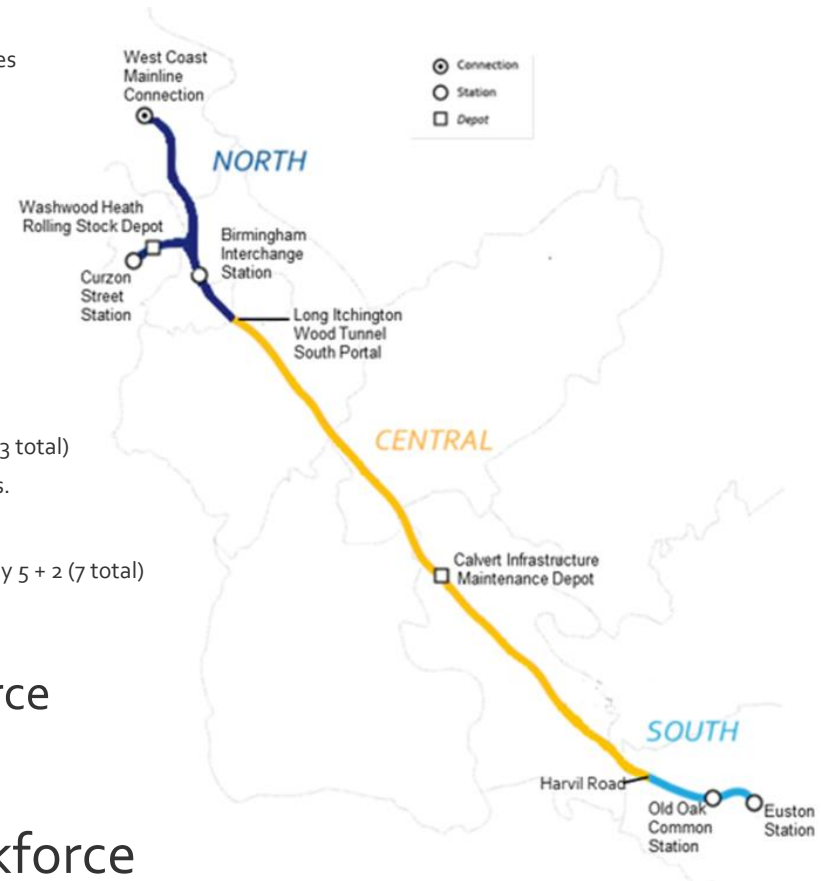 es
West Coast
Mainline
Connection
Connection
Station
Depot
NORTH
Washwood Heath
Rolling Stock Depot
Birmingham
Interchange
Station
Curzon
Street
Station
Long Itchington
Wood Tunnel
South Portal
CENTRAL
3 total)
s.
Calvert Infrastructure
Maintenance Depot
y 5 + 2 (7 total)
rce
SOUTH
Harvil Road
Old Oak
Common
Station
Euston
Station
kforce